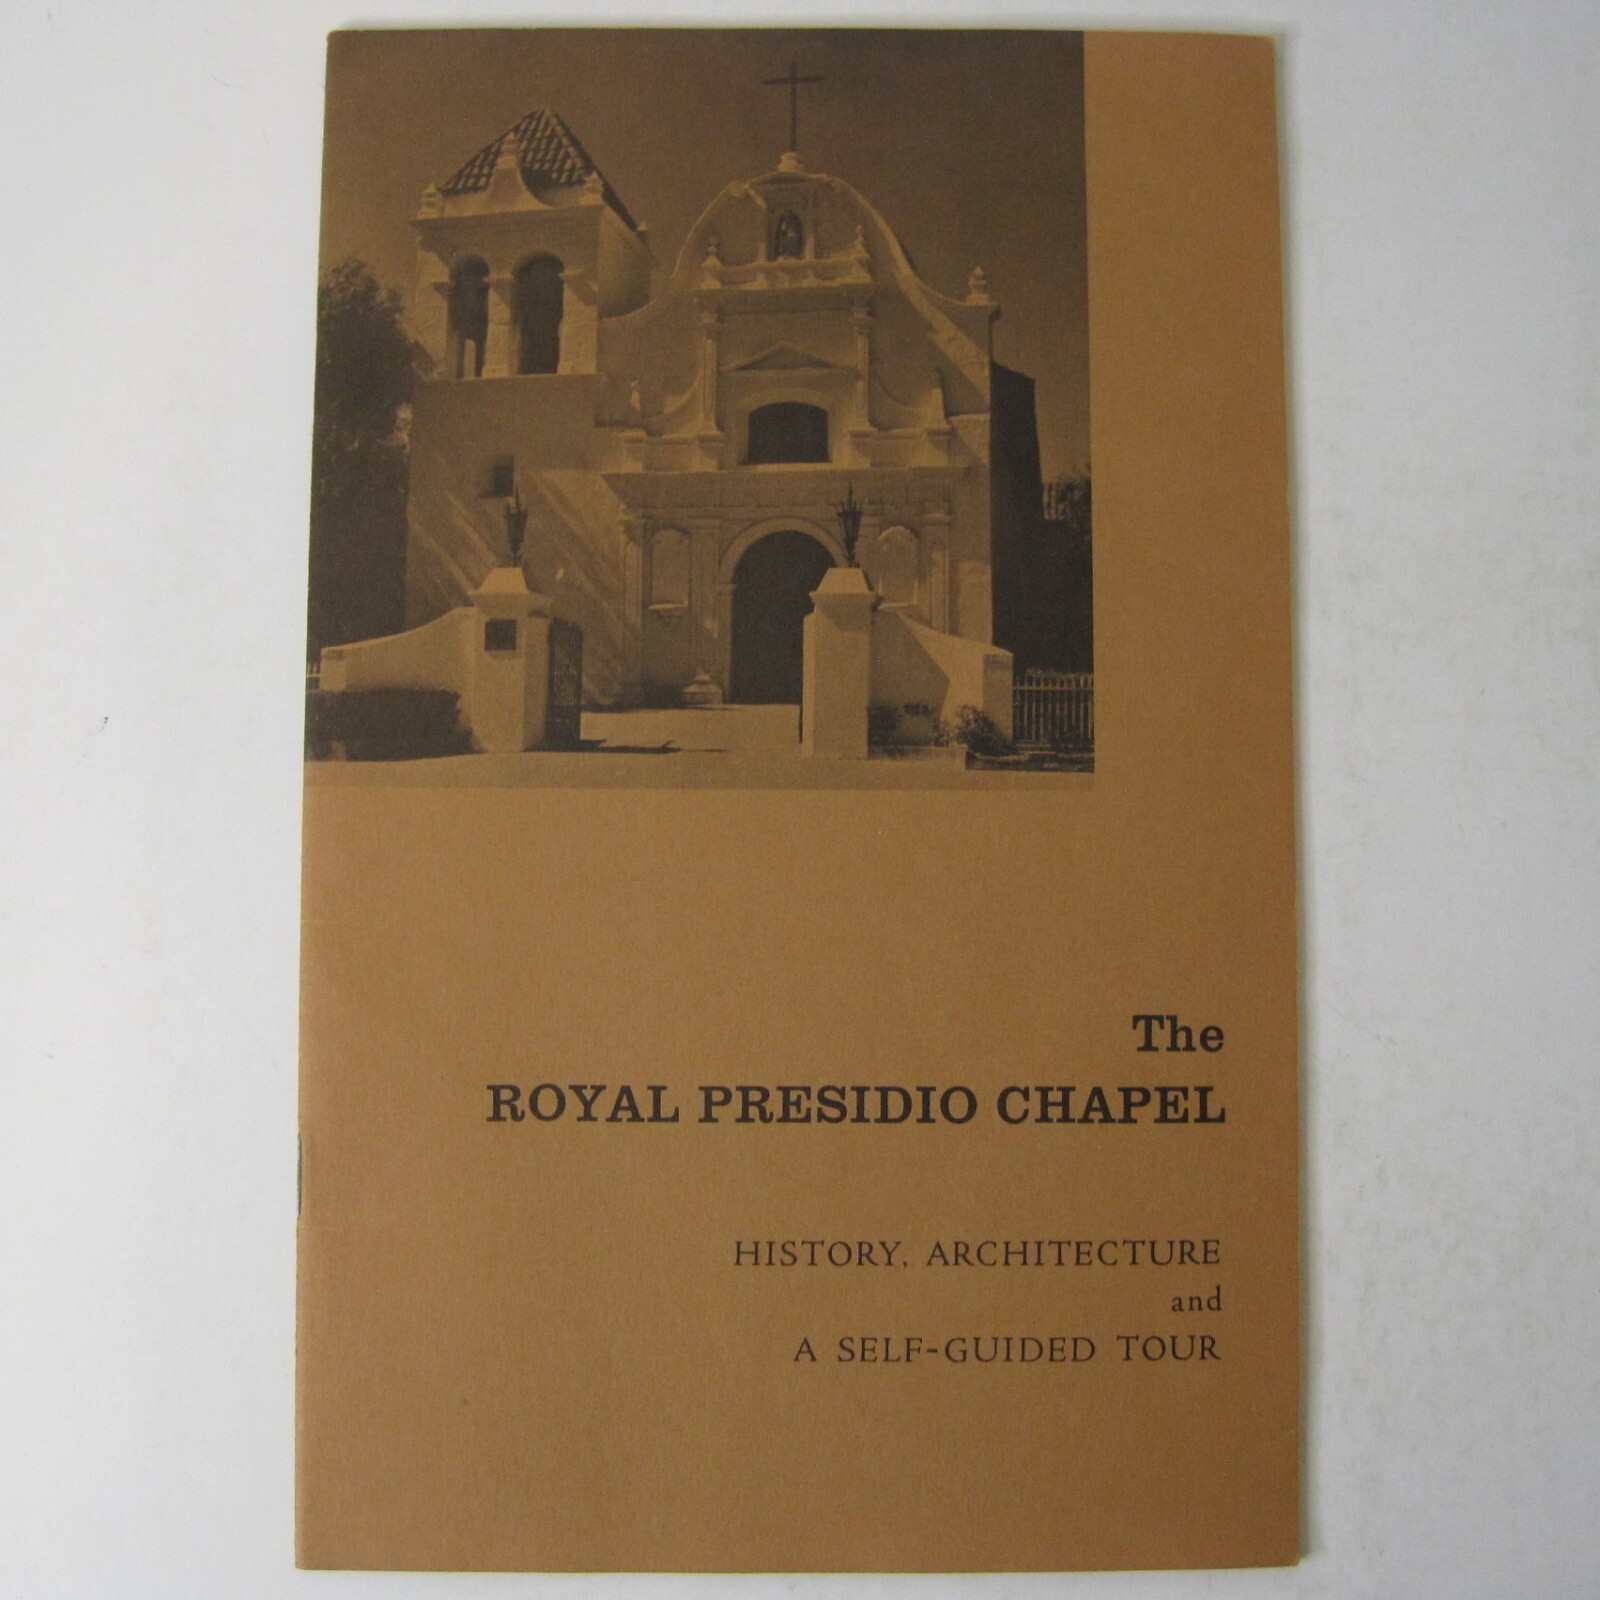 The
ROYAL PRESIDIO CHAPEL
HISTORY, ARCHITECTURE
and
A SELF-GUIDED TOUR